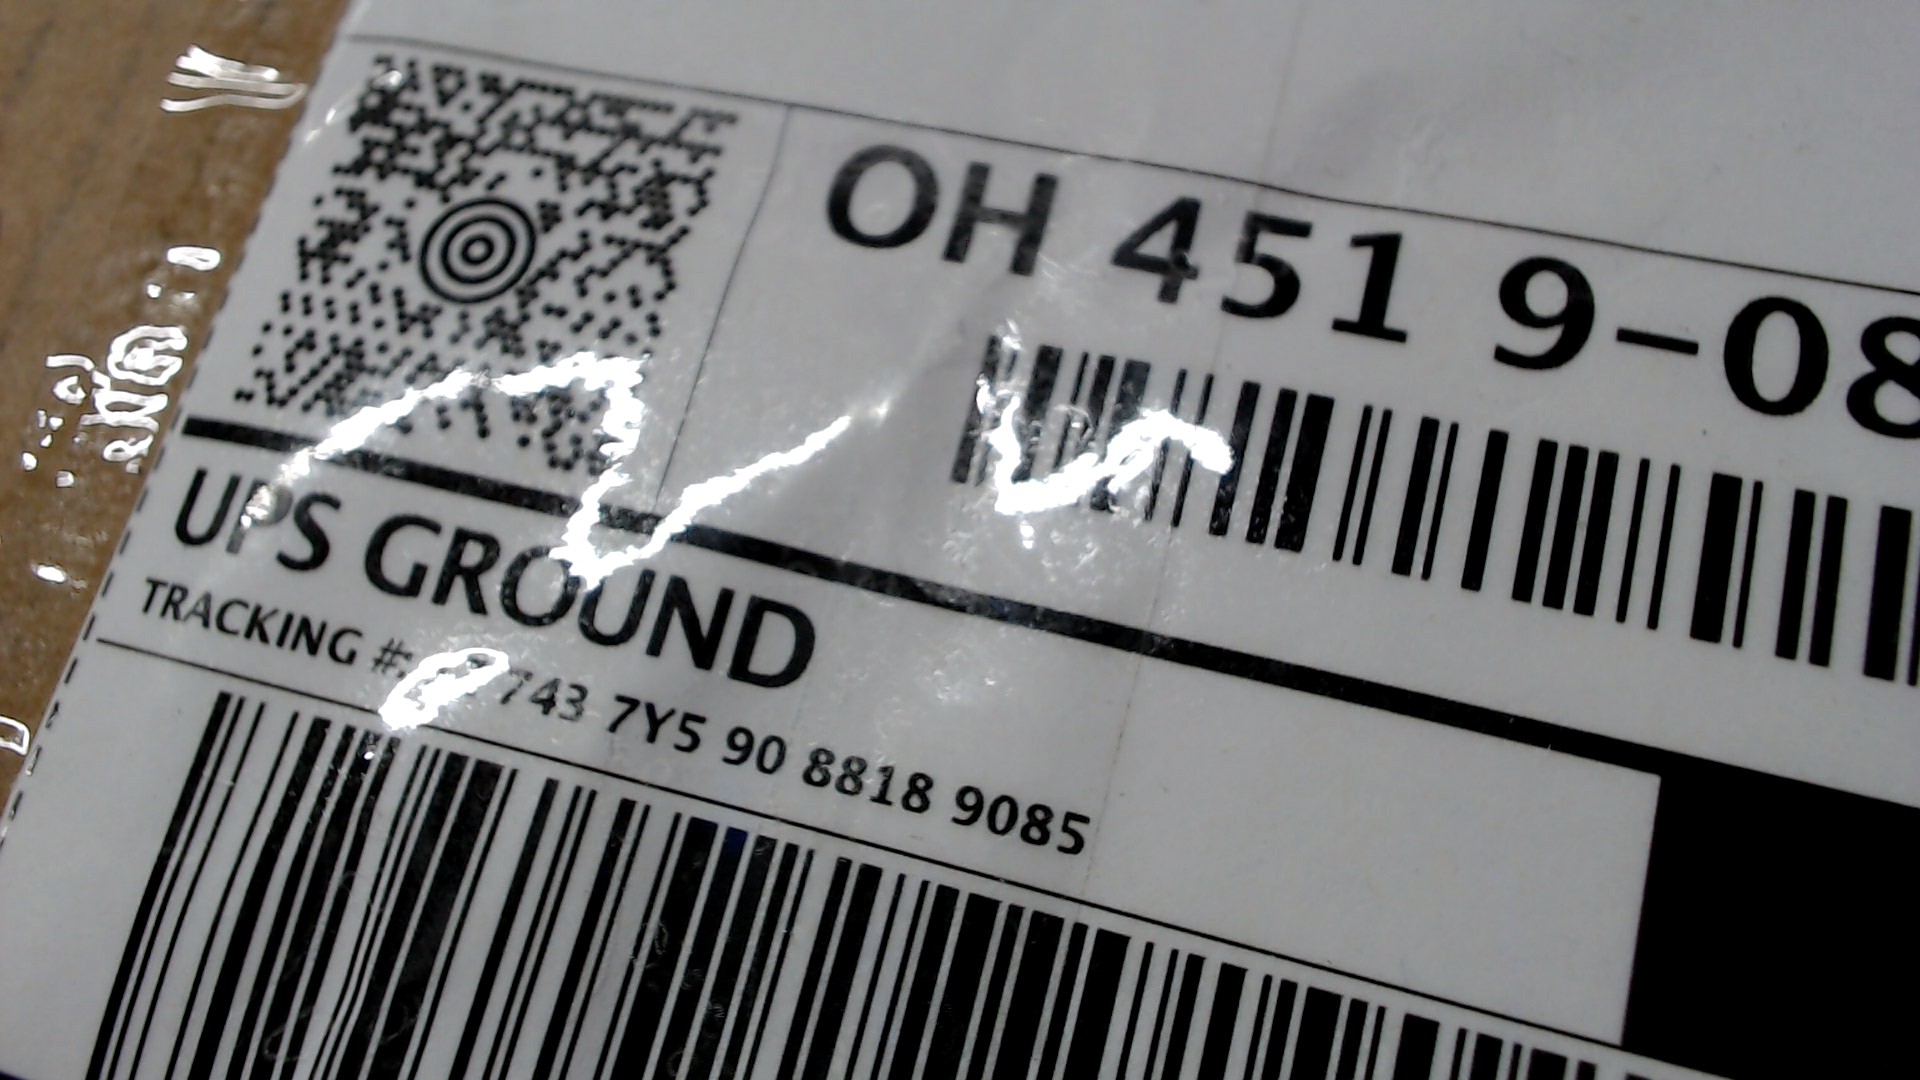 OH 451 9-08
UPS GROUND
TRACKING #: 743 7Y5 90 8818 9085